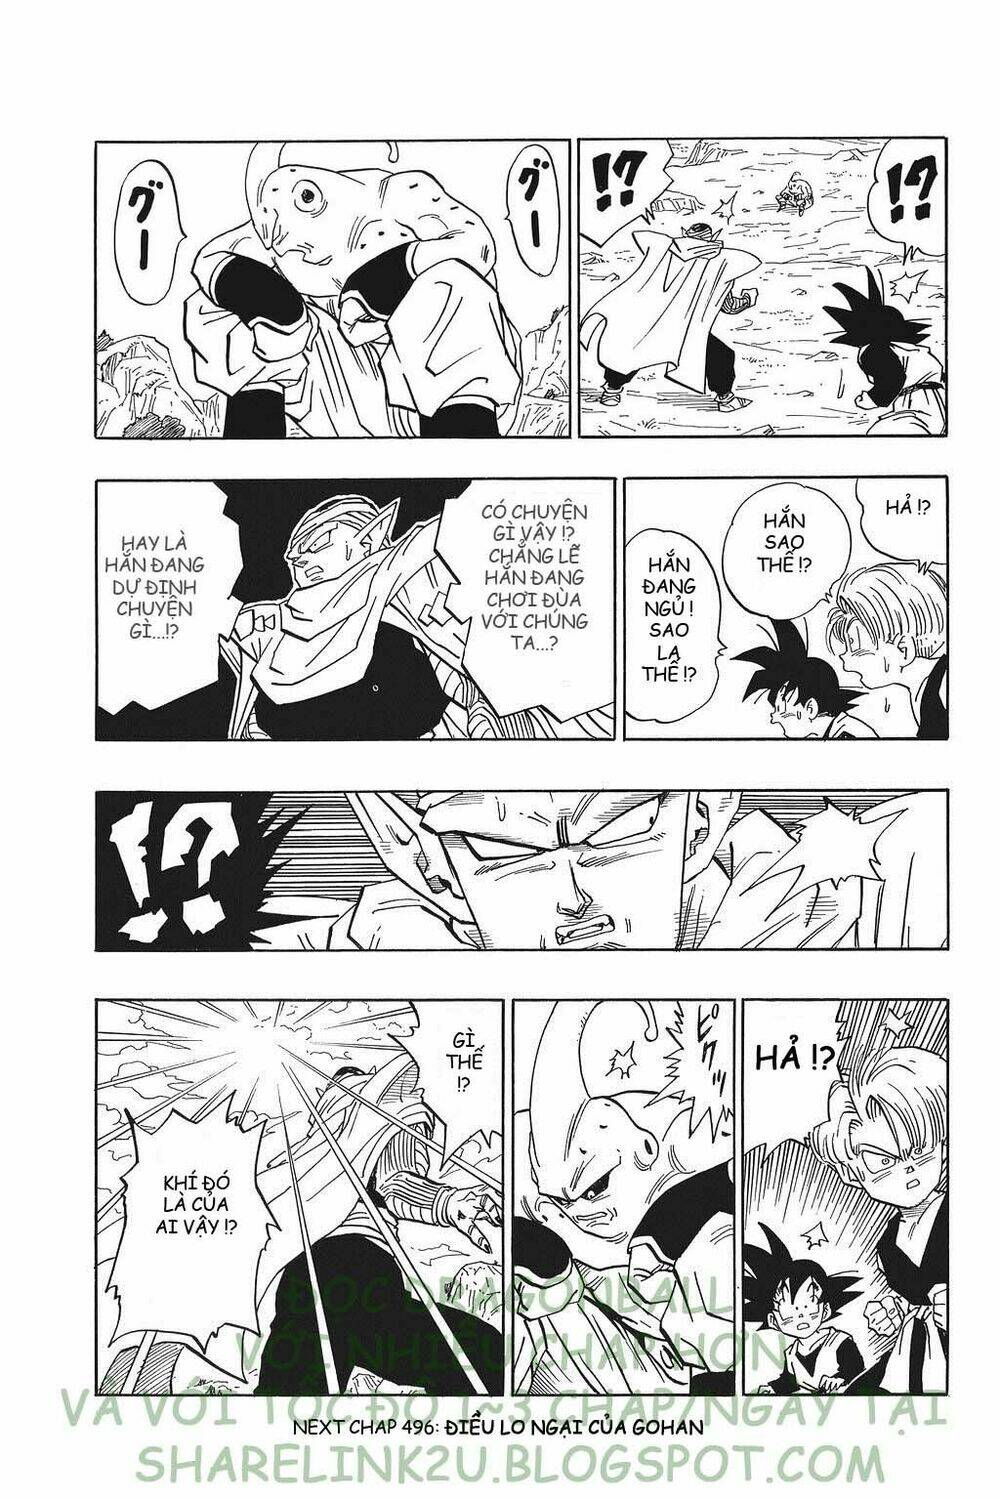 !?
!?
グー
グー
HẢ !?
HẮN
SAO
THẾ !?
HẮN
ĐANG
NGỦ !
SAO
LẠ
THẾ !?
CÓ CHUYỆN
GÌ VẬY !?
CHẲNG LẼ
HẮN ĐANG
CHƠI ĐÙA
VỚI CHÚNG
TA...?
HAY LÀ
HẮN ĐANG
DỰ ĐỊNH
CHUYỆN
GÌ...!?
!?
HẢ !?
ピクッ
GÌ
THẾ
!?
KHÍ ĐÓ
LÀ CỦA
AI VẬY !?
ĐỌC DRAGONBALL
VỚI NHIỀU CHAP HƠN
VÀ VỚI TỐC ĐỘ 1~3 CHAP/NGÀY TẠI
NEXT CHAP 496: ĐIỀU LO NGẠI CỦA GOHAN
SHARELINK2U.BLOGSPOT.COM